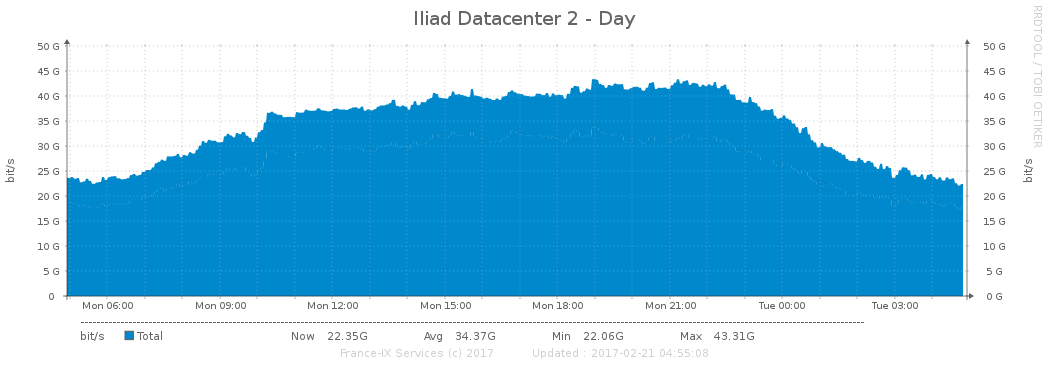 Iliad Datacenter 2 - Day
RRDTOOL / TOBI OETIKER
50 G 50 G
45 G 45 G
40 G 40 G
35 G 35 G
30 G 30 G
25 G 25 G
20 G 20 G
15 G 15 G
10 G 10 G
5 G 5 G
0 0 G
bit/s bit/s
Mon 06:00 Mon 09:00 Mon 12:00 Mon 15:00 Mon 18:00 Mon 21:00 Tue 00:00 Tue 03:00
bit/s Total Now 22.35G Avg 34.37G Min 22.06G Max 43.31G
France-IX Services (c) 2017 Updated : 2017-02-21 04:55:08